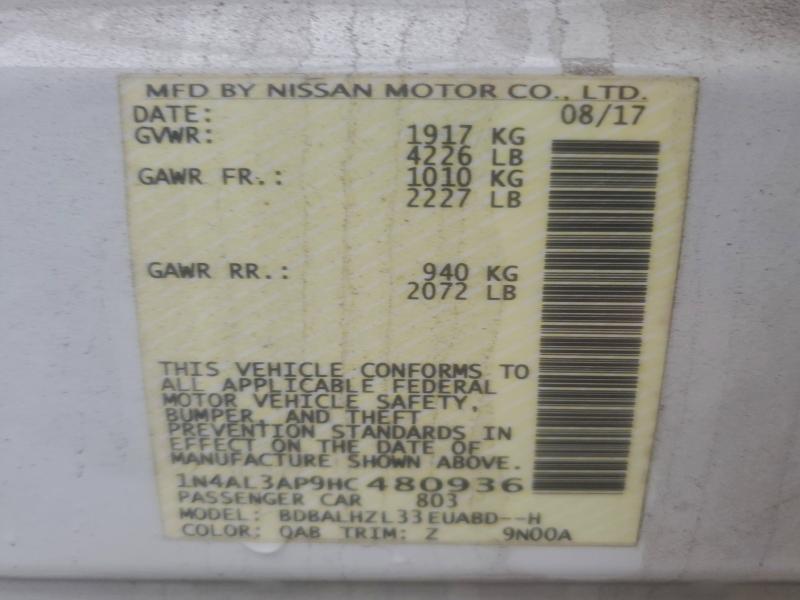 MFD BY NISSAN MOTOR CO., LTD.
DATE: 08/17
GVWR: 1917 KG
4226 LB
GAWR FR.: 1010 KG
2227 LB
GAWR RR.: 940 KG
2072 LB
THIS VEHICLE CONFORMS TO
ALL APPLICABLE FEDERAL
MOTOR VEHICLE SAFETY,
BUMPER, AND THEFT
PREVENTION STANDARDS IN
EFFECT ON THE DATE OF
MANUFACTURE SHOWN ABOVE.
1N4AL3AP9HC480936
PASSENGER CAR 803
MODEL: BDBALHZL33EUABD--H
COLOR: QAB TRIM: Z 9N00A